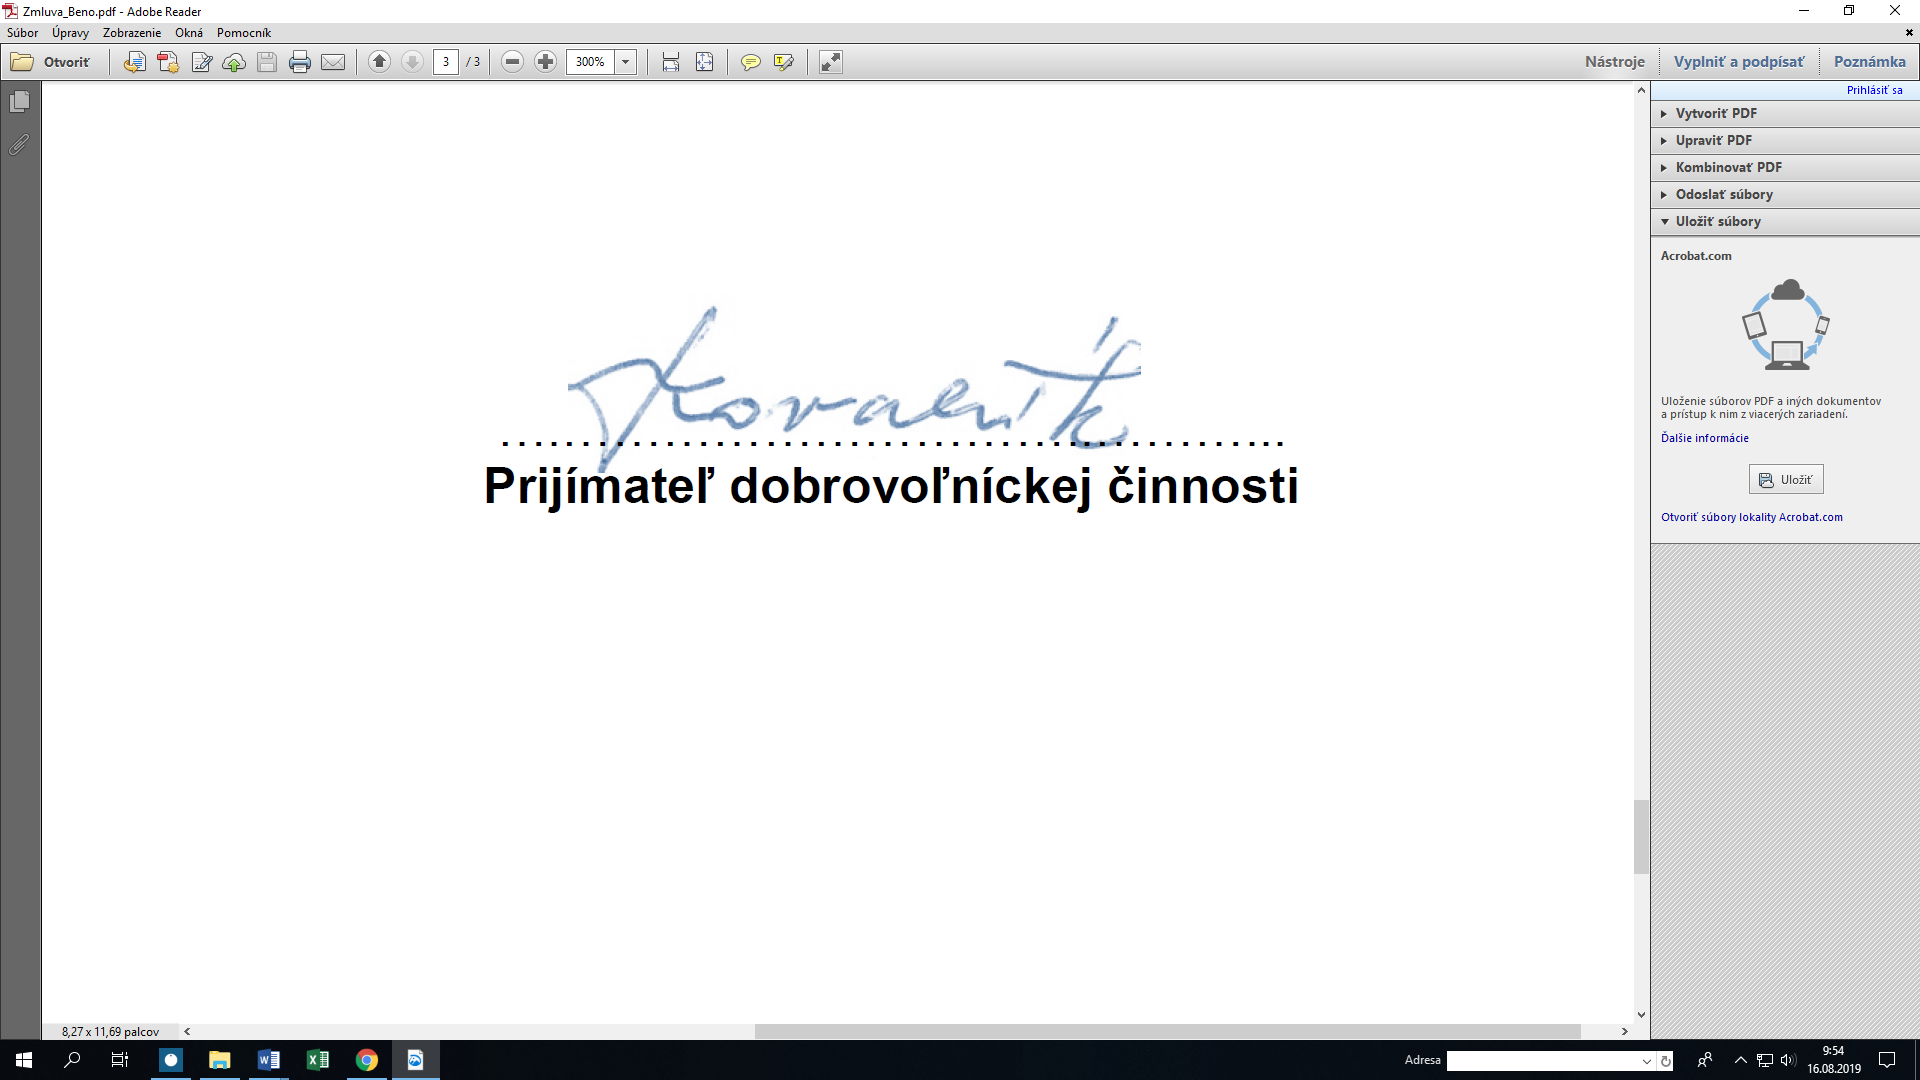 Zmluva_Beno.pdf - Adobe Reader
Súbor Úpravy Zobrazenie Okná Pomocník
Otvoriť 3 / 3 300% Nástroje Vyplniť a podpísať Poznámka
Prihlásiť sa
Vytvoriť PDF
Upraviť PDF
Kombinovať PDF
Odoslať súbory
Uložiť súbory
Acrobat.com
Uloženie súborov PDF a iných dokumentov
a prístup k nim z viacerých zariadení.
Ďalšie informácie
Uložiť
Otvoriť súbory lokality Acrobat.com
Kovalník
Prijímateľ dobrovoľníckej činnosti
8,27 x 11,69 palcov
Adresa
9:54
16.08.2019